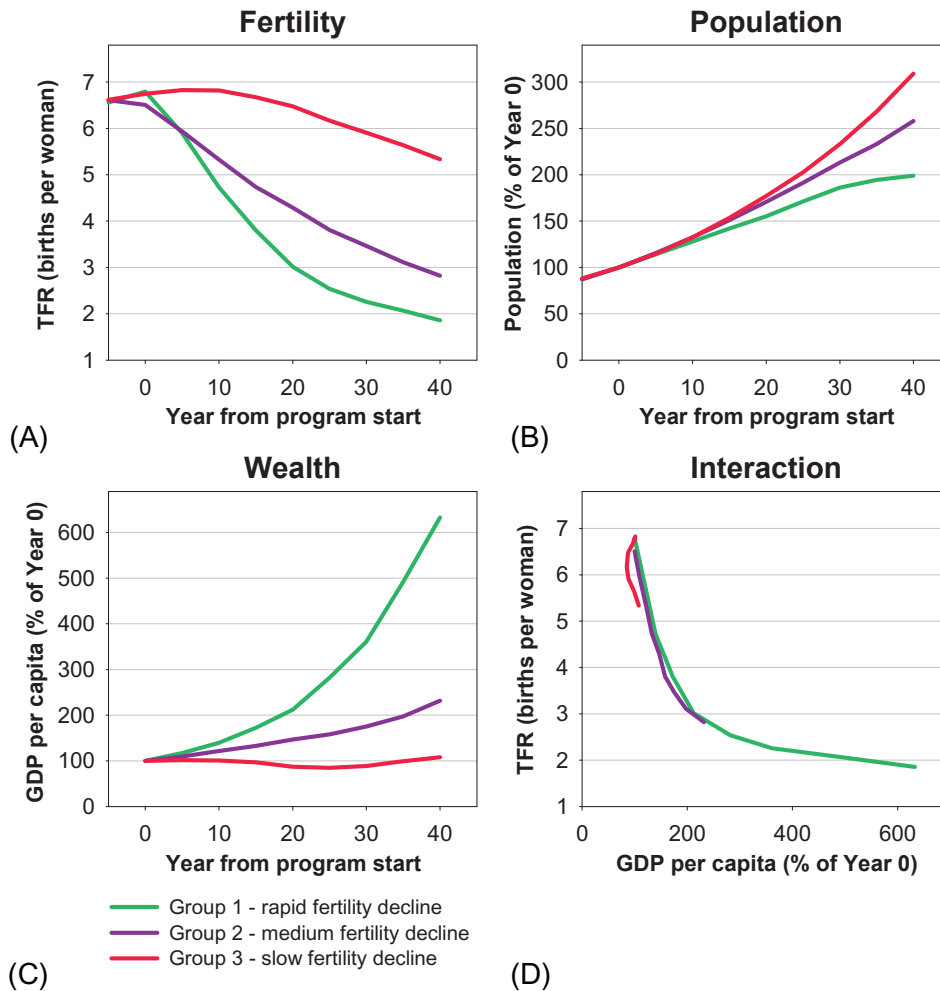 Fertility
TFR (births per woman)
7
6
5
4
3
2
1
0 10 20 30 40
Year from program start
(A)
Population
Population (% of Year 0)
300
250
200
150
100
50
0
0 10 20 30 40
Year from program start
(B)
Wealth
GDP per capita (% of Year 0)
600
500
400
300
200
100
0
0 10 20 30 40
Year from program start
Group 1 - rapid fertility decline
Group 2 - medium fertility decline
Group 3 - slow fertility decline
(C)
Interaction
TFR (births per woman)
7
6
5
4
3
2
1
0 200 400 600
GDP per capita (% of Year 0)
(D)